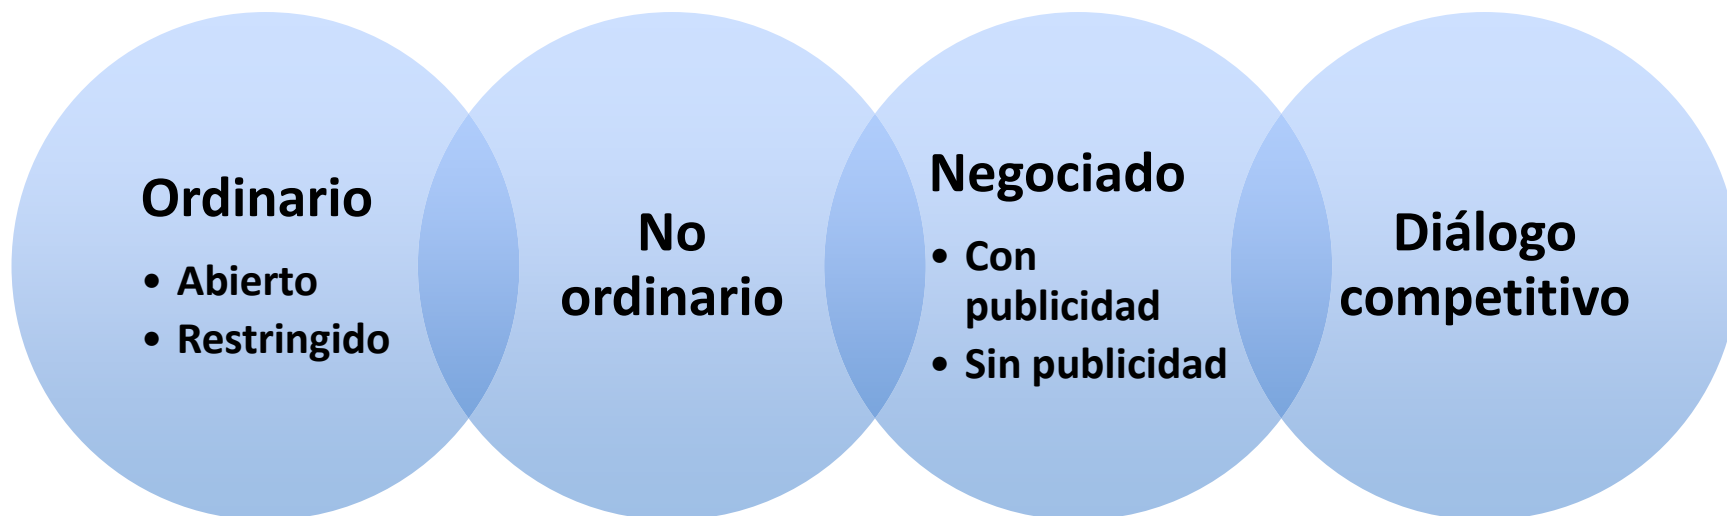 Ordinario
• Abierto
• Restringido
No
ordinario
Negociado
• Con
publicidad
• Sin publicidad
Diálogo
competitivo